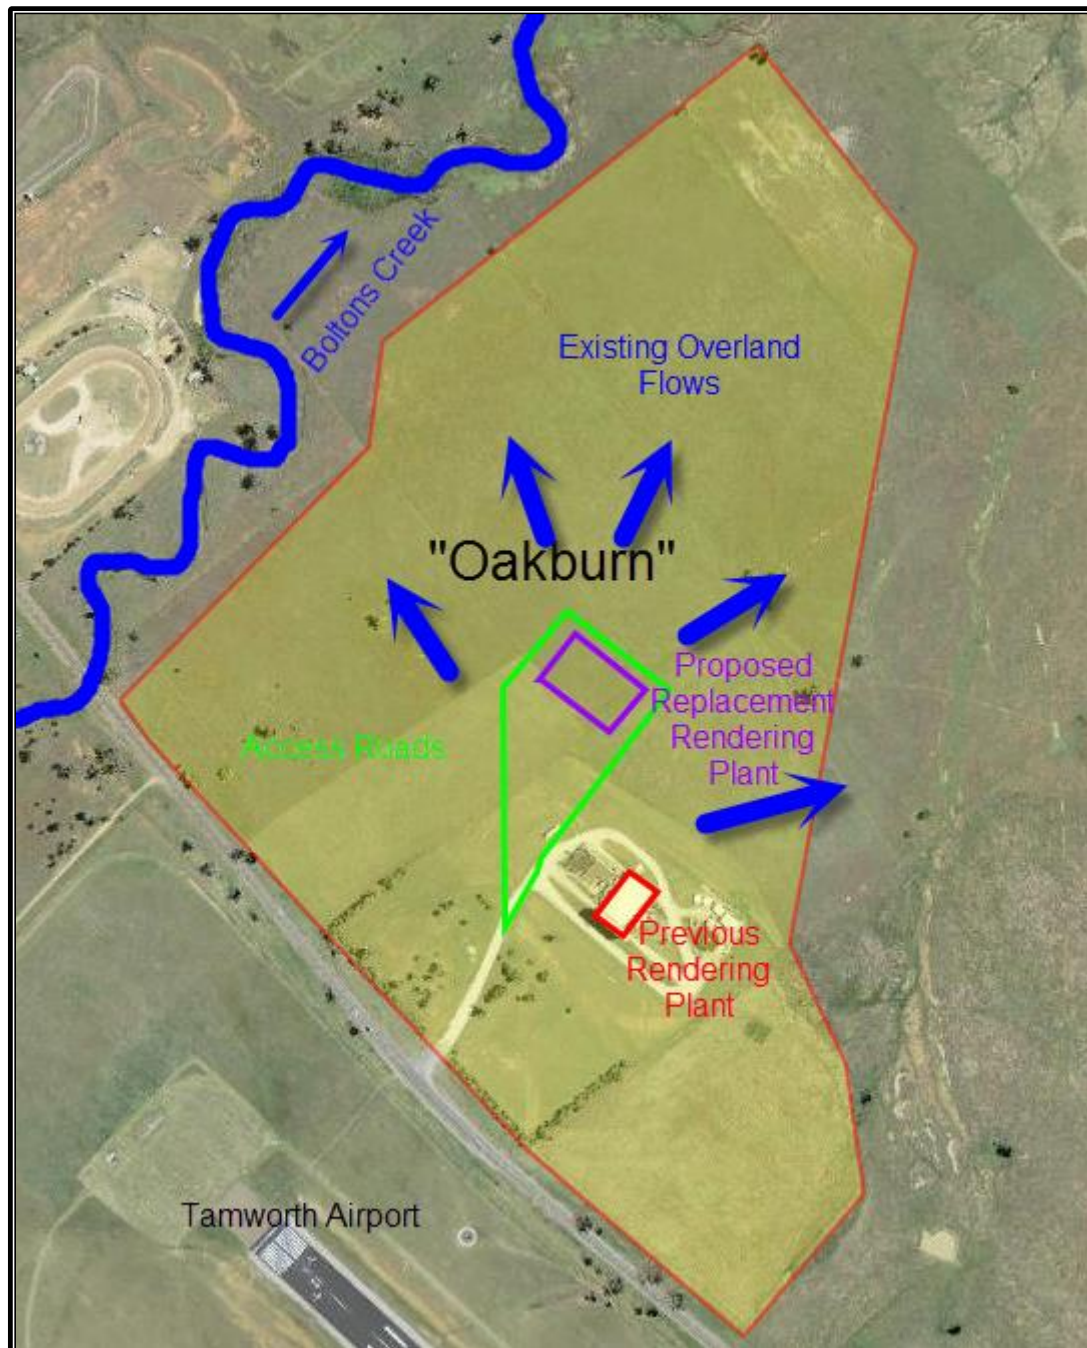 Boltons Creek
Existing Overland
Flows
"Oakburn"
Proposed
Replacement
Rendering
Plant
Access Roads
Previous
Rendering
Plant
Tamworth Airport